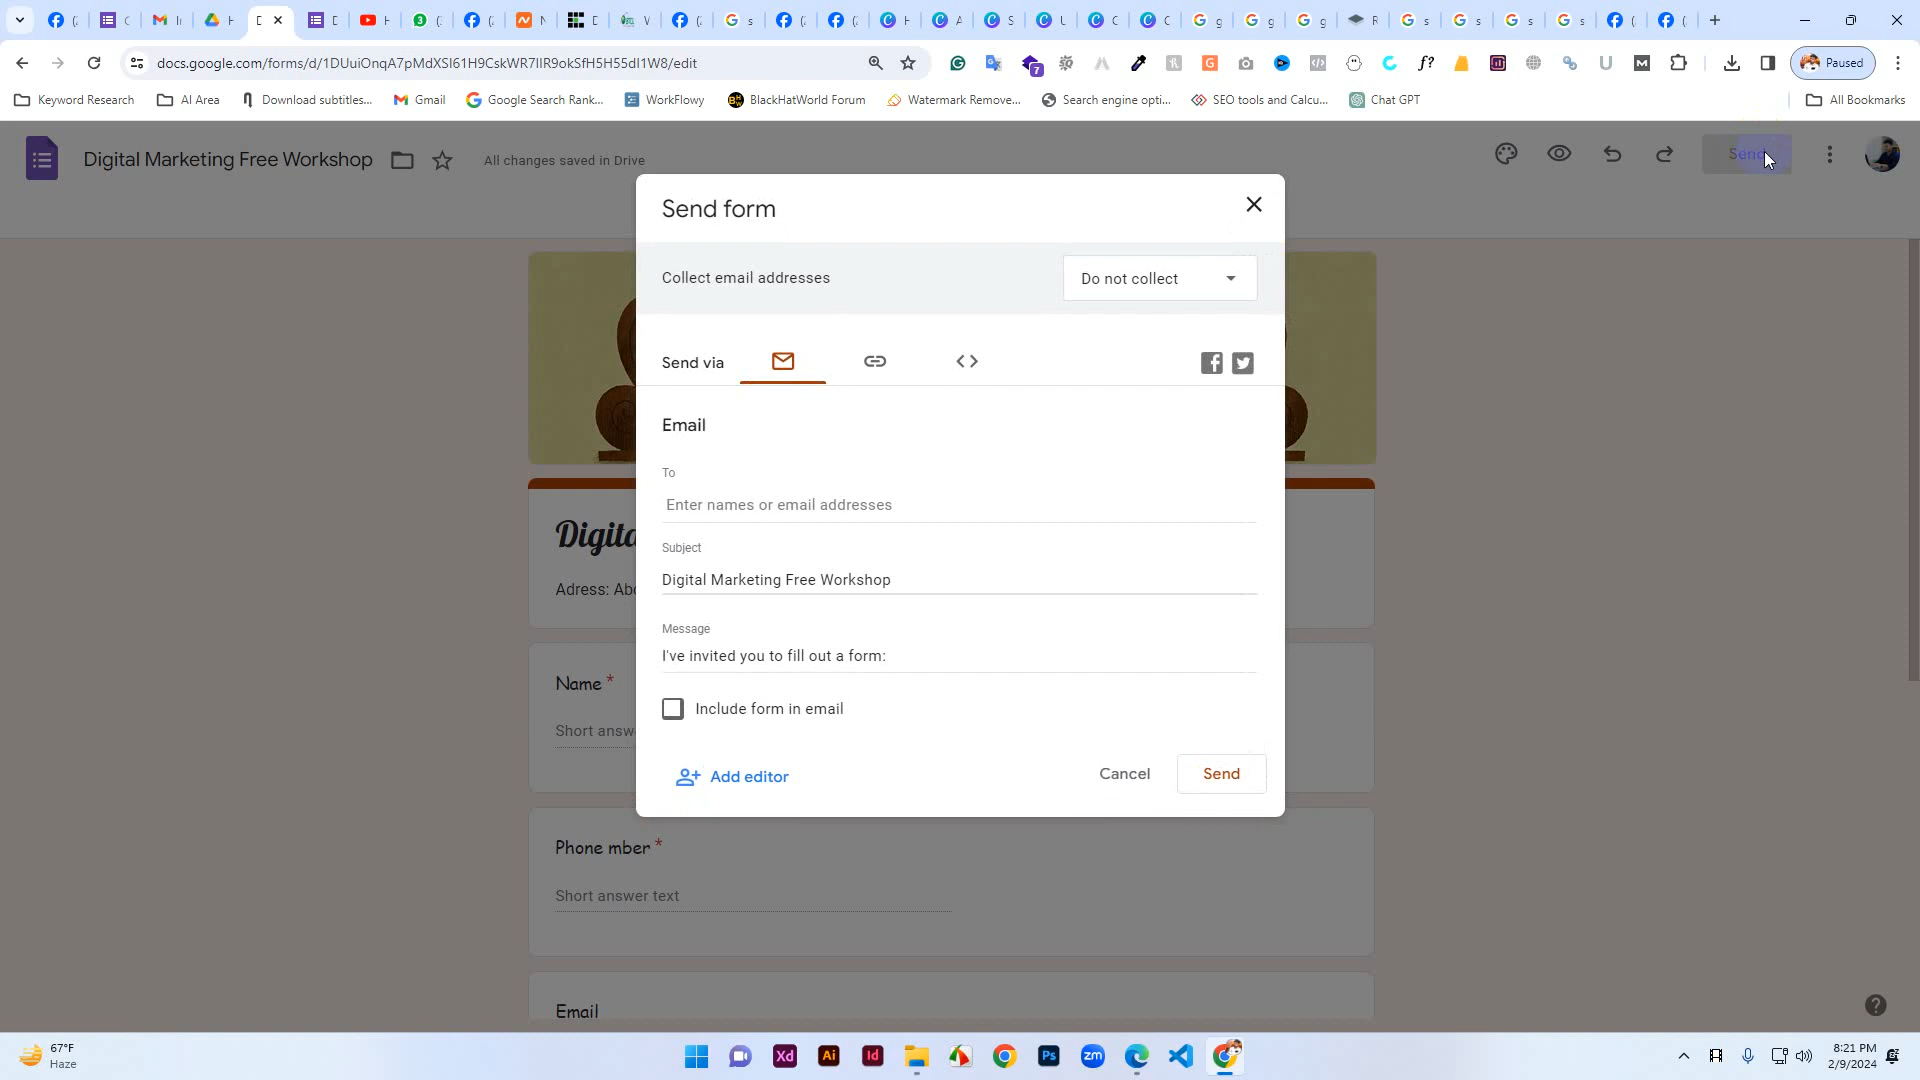 docs.google.com/forms/d/1DUuiOnqA7pMdXSI61H9CskWR7IlR9okSfH5H55dI1W8/edit
Paused
Keyword Research
AI Area
Download subtitles...
Gmail
Google Search Rank...
WorkFlowy
BlackHatWorld Forum
Watermark Remove...
Search engine opti...
SEO tools and Calcu...
Chat GPT
All Bookmarks
Digital Marketing Free Workshop
All changes saved in Drive
Send
Send form
Collect email addresses
Do not collect
Send via
Email
To
Enter names or email addresses
Subject
Digital Marketing Free Workshop
Message
I've invited you to fill out a form:
Include form in email
Add editor
Cancel
Send
Digita
Adress: Abo
Name *
Short answ
Phone mber *
Short answer text
Email
67°F
Haze
8:21 PM
2/9/2024